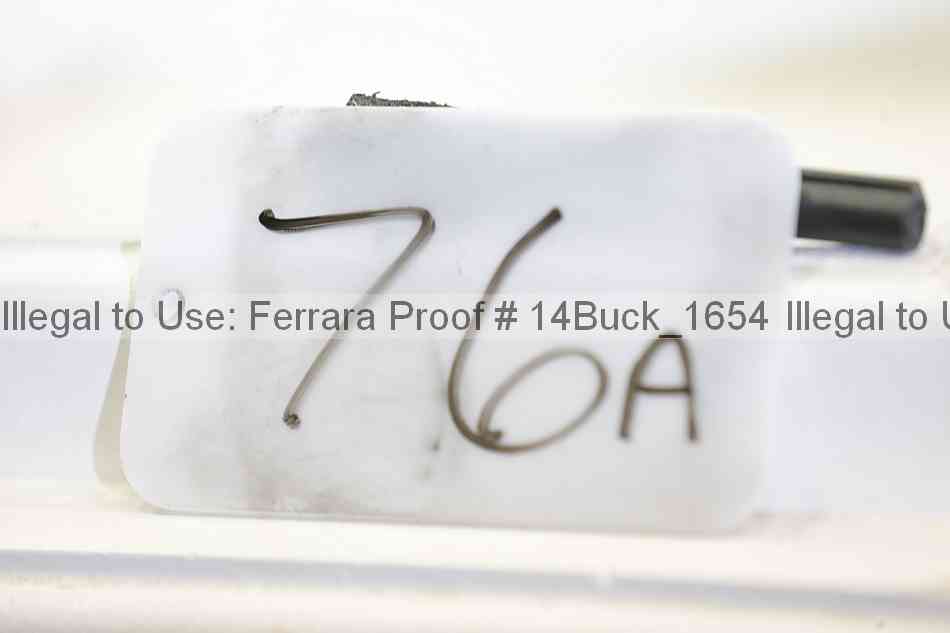 76A
Illegal to Use: Ferrara Proof # 14Buck_1654 Illegal to U